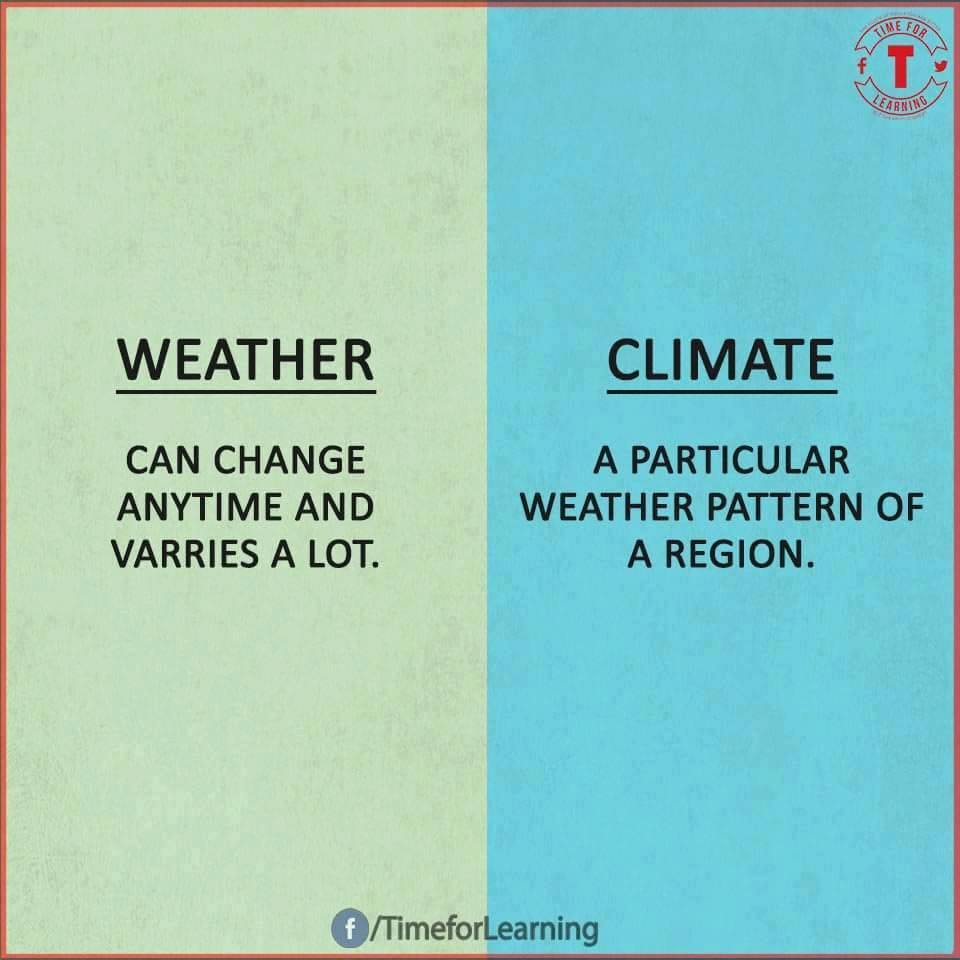 TIME FOR
T
LEARNING
WEATHER
CAN CHANGE
ANYTIME AND
VARRIES A LOT.
CLIMATE
A PARTICULAR
WEATHER PATTERN OF
A REGION.
f/TimeforLearning